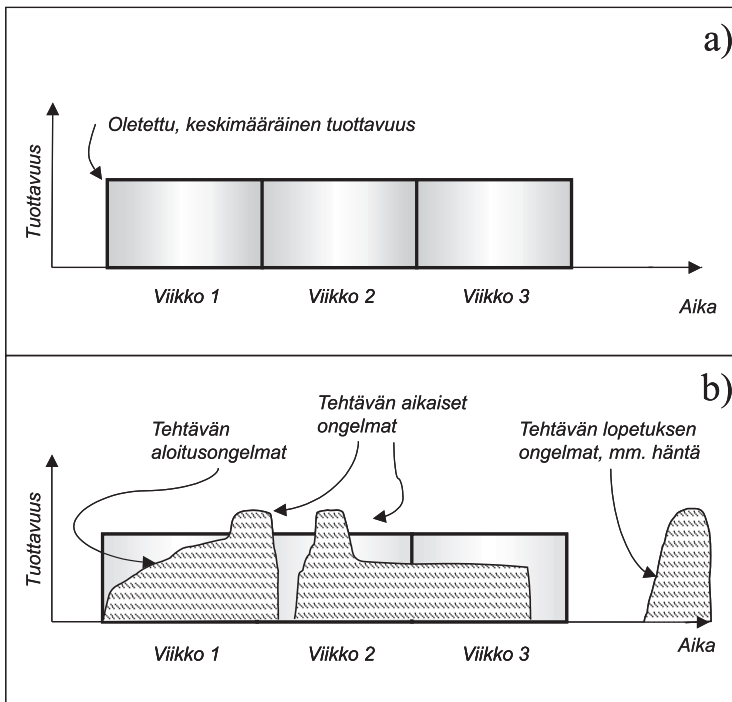 a)
Oletettu, keskimääräinen tuottavuus
Tuottavuus
Viikko 1
Viikko 2
Viikko 3
Aika
b)
Tehtävän aikaiset
ongelmat
Tehtävän
aloitusongelmat
Tehtävän lopetuksen
ongelmat, mm. häntä
Tuottavuus
Viikko 1
Viikko 2
Viikko 3
Aika